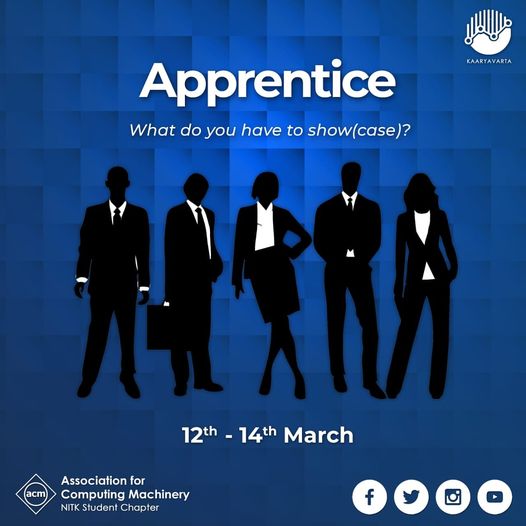 KAARYAVARTA
Apprentice
What do you have to show(case)?
12th - 14th March
acm
Association for
Computing Machinery
NITK Student Chapter